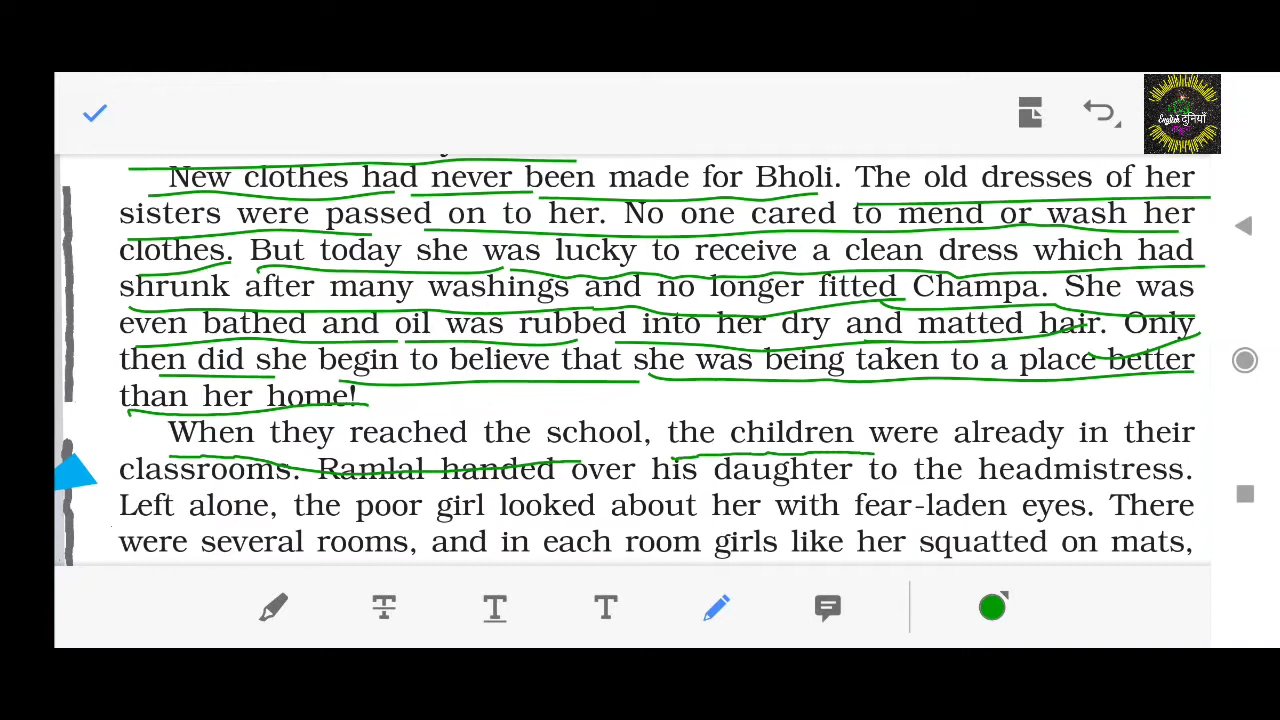 English दुनियाँ
New clothes had never been made for Bholi. The old dresses of her
sisters were passed on to her. No one cared to mend or wash her
clothes. But today she was lucky to receive a clean dress which had
shrunk after many washings and no longer fitted Champa. She was
even bathed and oil was rubbed into her dry and matted hair. Only
then did she begin to believe that she was being taken to a place better
than her home!
When they reached the school, the children were already in their
classrooms. Ramlal handed over his daughter to the headmistress.
Left alone, the poor girl looked about her with fear-laden eyes. There
were several rooms, and in each room girls like her squatted on mats,